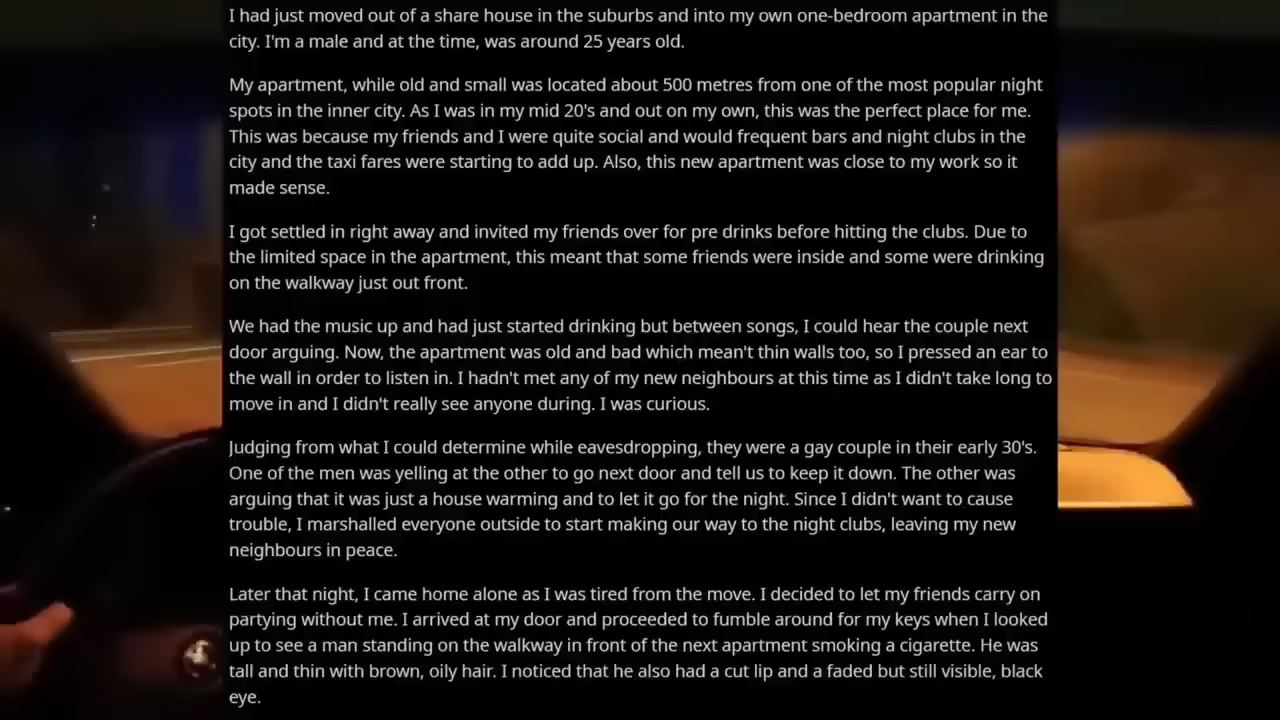 I had just moved out of a share house in the suburbs and into my own one-bedroom apartment in the
city. I'm a male and at the time, was around 25 years old.
My apartment, while old and small was located about 500 metres from one of the most popular night
spots in the inner city. As I was in my mid 20's and out on my own, this was the perfect place for me.
This was because my friends and I were quite social and would frequent bars and night clubs in the
city and the taxi fares were starting to add up. Also, this new apartment was close to my work so it
made sense.
I got settled in right away and invited my friends over for pre drinks before hitting the clubs. Due to
the limited space in the apartment, this meant that some friends were inside and some were drinking
on the walkway just out front.
We had the music up and had just started drinking but between songs, I could hear the couple next
door arguing. Now, the apartment was old and bad which mean't thin walls too, so I pressed an ear to
the wall in order to listen in. I hadn't met any of my new neighbours at this time as I didn't take long to
move in and I didn't really see anyone during. I was curious.
Judging from what I could determine while eavesdropping, they were a gay couple in their early 30's.
One of the men was yelling at the other to go next door and tell us to keep it down. The other was
arguing that it was just a house warming and to let it go for the night. Since I didn't want to cause
trouble, I marshalled everyone outside to start making our way to the night clubs, leaving my new
neighbours in peace.
Later that night, I came home alone as I was tired from the move. I decided to let my friends carry on
partying without me. I arrived at my door and proceeded to fumble around for my keys when I looked
up to see a man standing on the walkway in front of the next apartment smoking a cigarette. He was
tall and thin with brown, oily hair. I noticed that he also had a cut lip and a faded but still visible, black
eye.